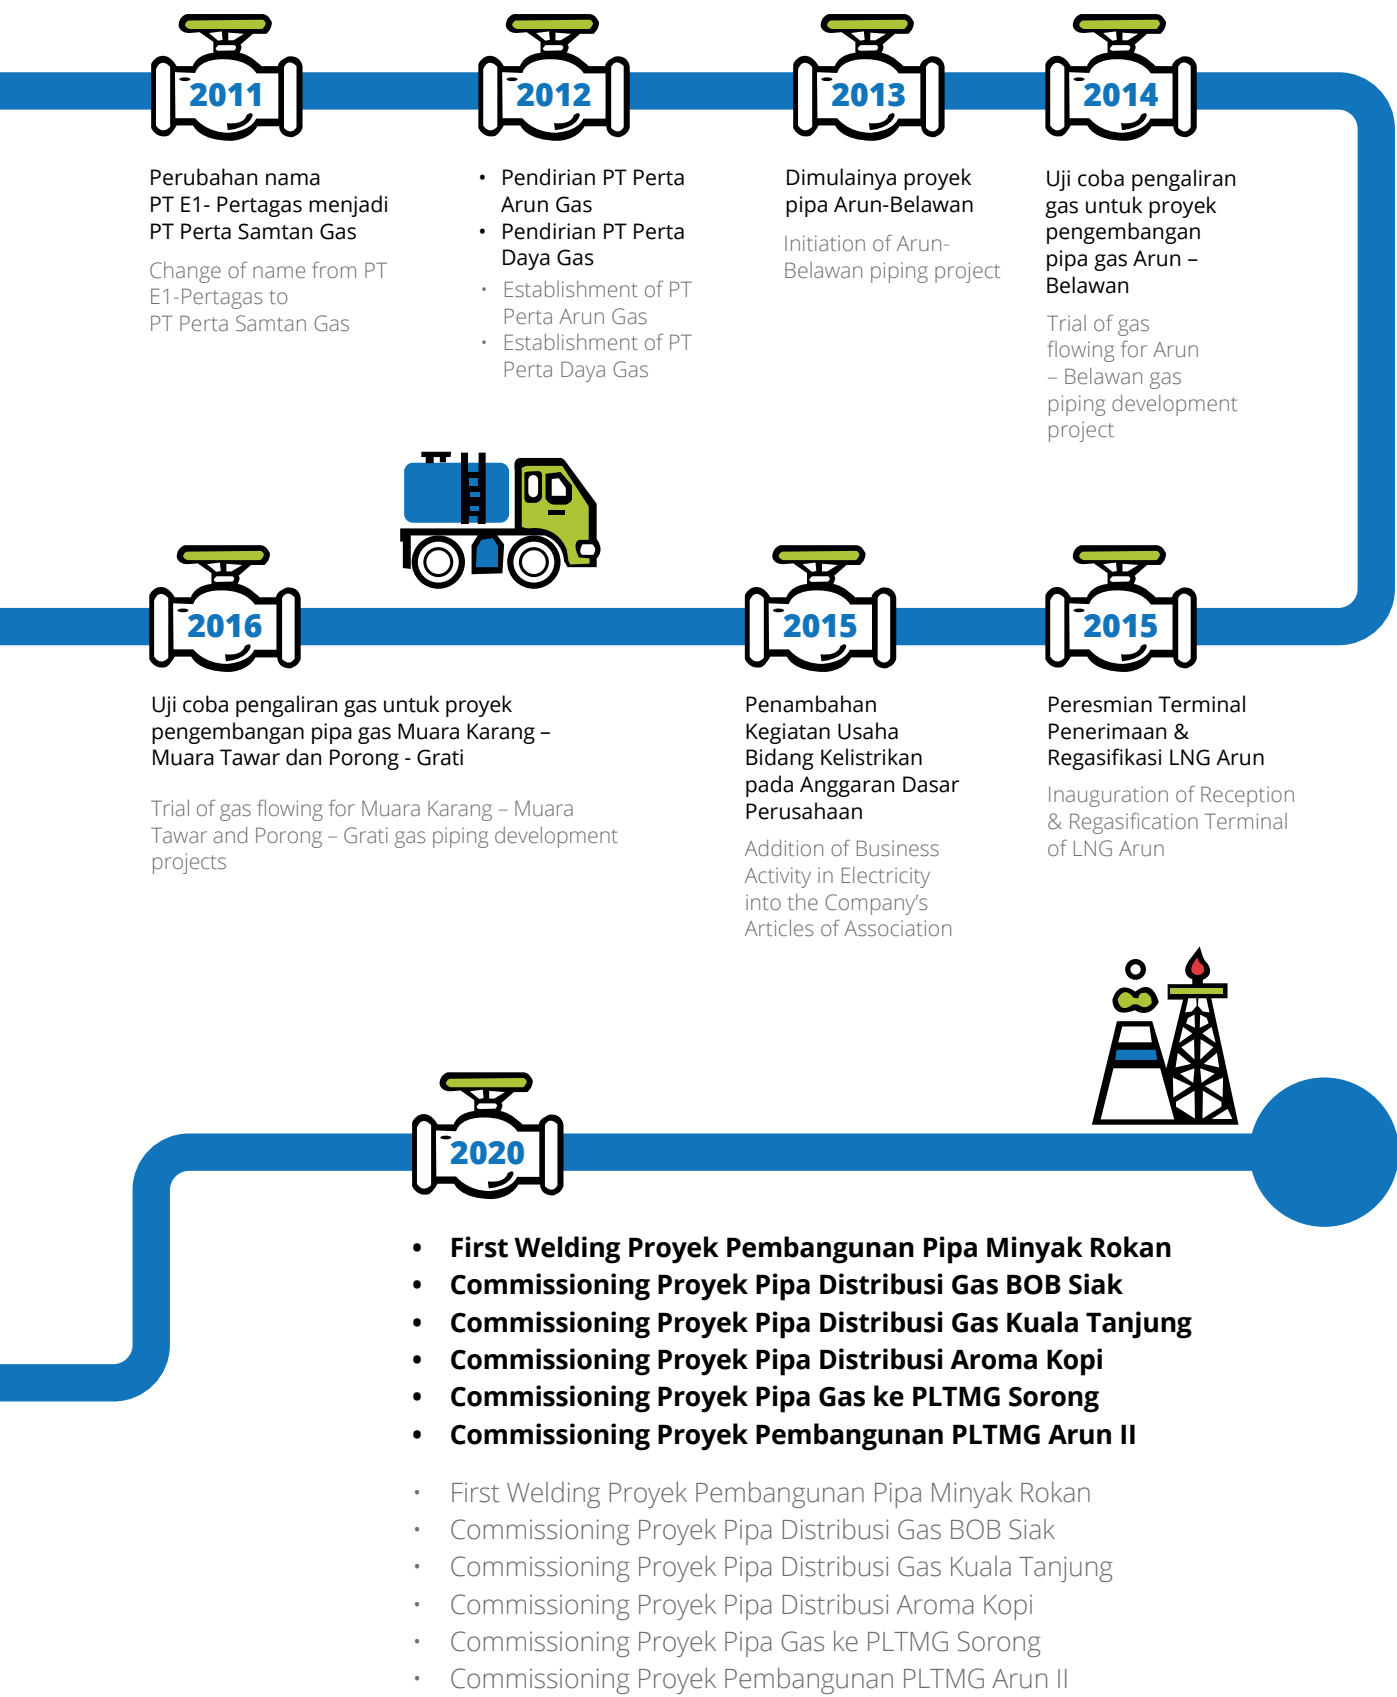 2011
Perubahan nama
PT E1- Pertagas menjadi
PT Perta Samtan Gas
Change of name from PT
E1-Pertagas to
PT Perta Samtan Gas
2012
• Pendirian PT Perta
Arun Gas
• Pendirian PT Perta
Daya Gas
• Establishment of PT
Perta Arun Gas
• Establishment of PT
Perta Daya Gas
2013
Dimulainya proyek
pipa Arun-Belawan
Initiation of Arun-
Belawan piping project
2014
Uji coba pengaliran
gas untuk proyek
pengembangan
pipa gas Arun –
Belawan
Trial of gas
flowing for Arun
– Belawan gas
piping development
project
2015
Peresmian Terminal
Penerimaan &
Regasifikasi LNG Arun
Inauguration of Reception
& Regasification Terminal
of LNG Arun
2015
Penambahan
Kegiatan Usaha
Bidang Kelistrikan
pada Anggaran Dasar
Perusahaan
Addition of Business
Activity in Electricity
into the Company’s
Articles of Association
2016
Uji coba pengaliran gas untuk proyek
pengembangan pipa gas Muara Karang –
Muara Tawar dan Porong - Grati
Trial of gas flowing for Muara Karang – Muara
Tawar and Porong – Grati gas piping development
projects
2020
• First Welding Proyek Pembangunan Pipa Minyak Rokan
• Commissioning Proyek Pipa Distribusi Gas BOB Siak
• Commissioning Proyek Pipa Distribusi Gas Kuala Tanjung
• Commissioning Proyek Pipa Distribusi Aroma Kopi
• Commissioning Proyek Pipa Gas ke PLTMG Sorong
• Commissioning Proyek Pembangunan PLTMG Arun II
• First Welding Proyek Pembangunan Pipa Minyak Rokan
• Commissioning Proyek Pipa Distribusi Gas BOB Siak
• Commissioning Proyek Pipa Distribusi Gas Kuala Tanjung
• Commissioning Proyek Pipa Distribusi Aroma Kopi
• Commissioning Proyek Pipa Gas ke PLTMG Sorong
• Commissioning Proyek Pembangunan PLTMG Arun II